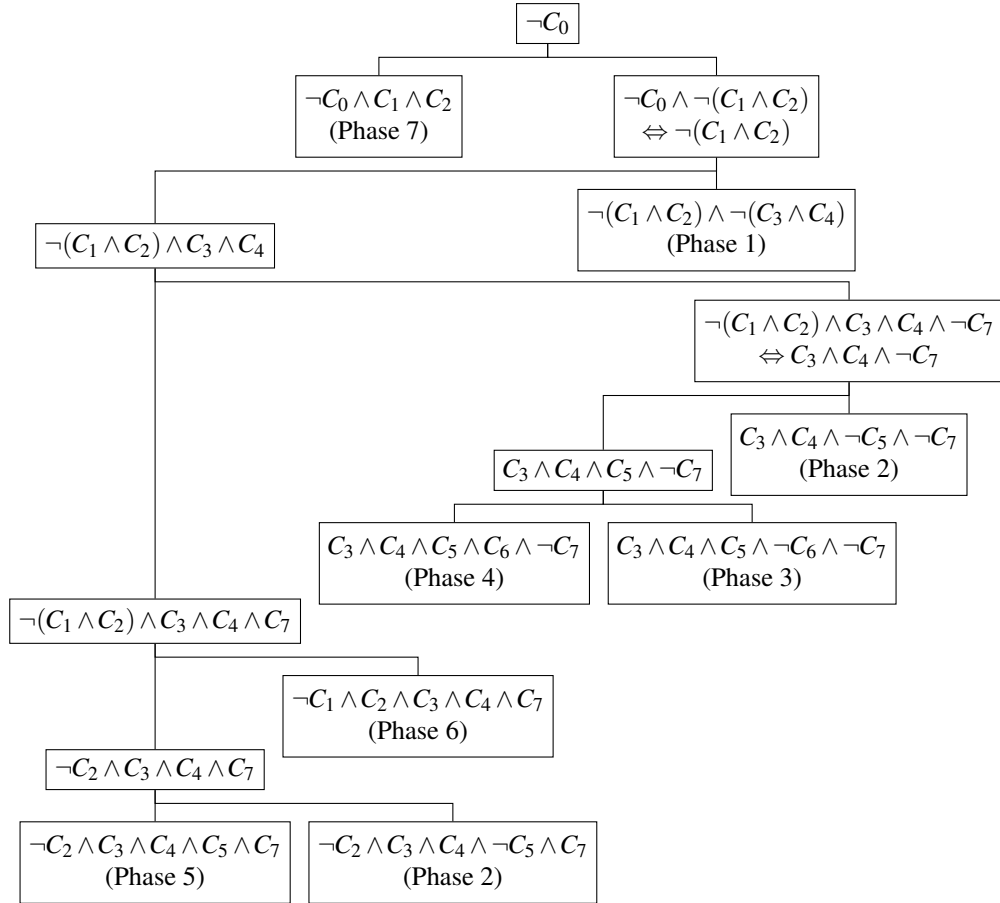 ¬C₀
¬C₀ ∧ C₁ ∧ C₂
(Phase 7)
¬C₀ ∧ ¬(C₁ ∧ C₂)
⇔ ¬(C₁ ∧ C₂)
¬(C₁ ∧ C₂) ∧ C₃ ∧ C₄
¬(C₁ ∧ C₂) ∧ ¬(C₃ ∧ C₄)
(Phase 1)
¬(C₁ ∧ C₂) ∧ C₃ ∧ C₄ ∧ ¬C₇
⇔ C₃ ∧ C₄ ∧ ¬C₇
C₃ ∧ C₄ ∧ C₅ ∧ ¬C₇
C₃ ∧ C₄ ∧ ¬C₅ ∧ ¬C₇
(Phase 2)
C₃ ∧ C₄ ∧ C₅ ∧ C₆ ∧ ¬C₇
(Phase 4)
C₃ ∧ C₄ ∧ C₅ ∧ ¬C₆ ∧ ¬C₇
(Phase 3)
¬(C₁ ∧ C₂) ∧ C₃ ∧ C₄ ∧ C₇
¬C₁ ∧ C₂ ∧ C₃ ∧ C₄ ∧ C₇
(Phase 6)
¬C₂ ∧ C₃ ∧ C₄ ∧ C₇
¬C₂ ∧ C₃ ∧ C₄ ∧ C₅ ∧ C₇
(Phase 5)
¬C₂ ∧ C₃ ∧ C₄ ∧ ¬C₅ ∧ C₇
(Phase 2)